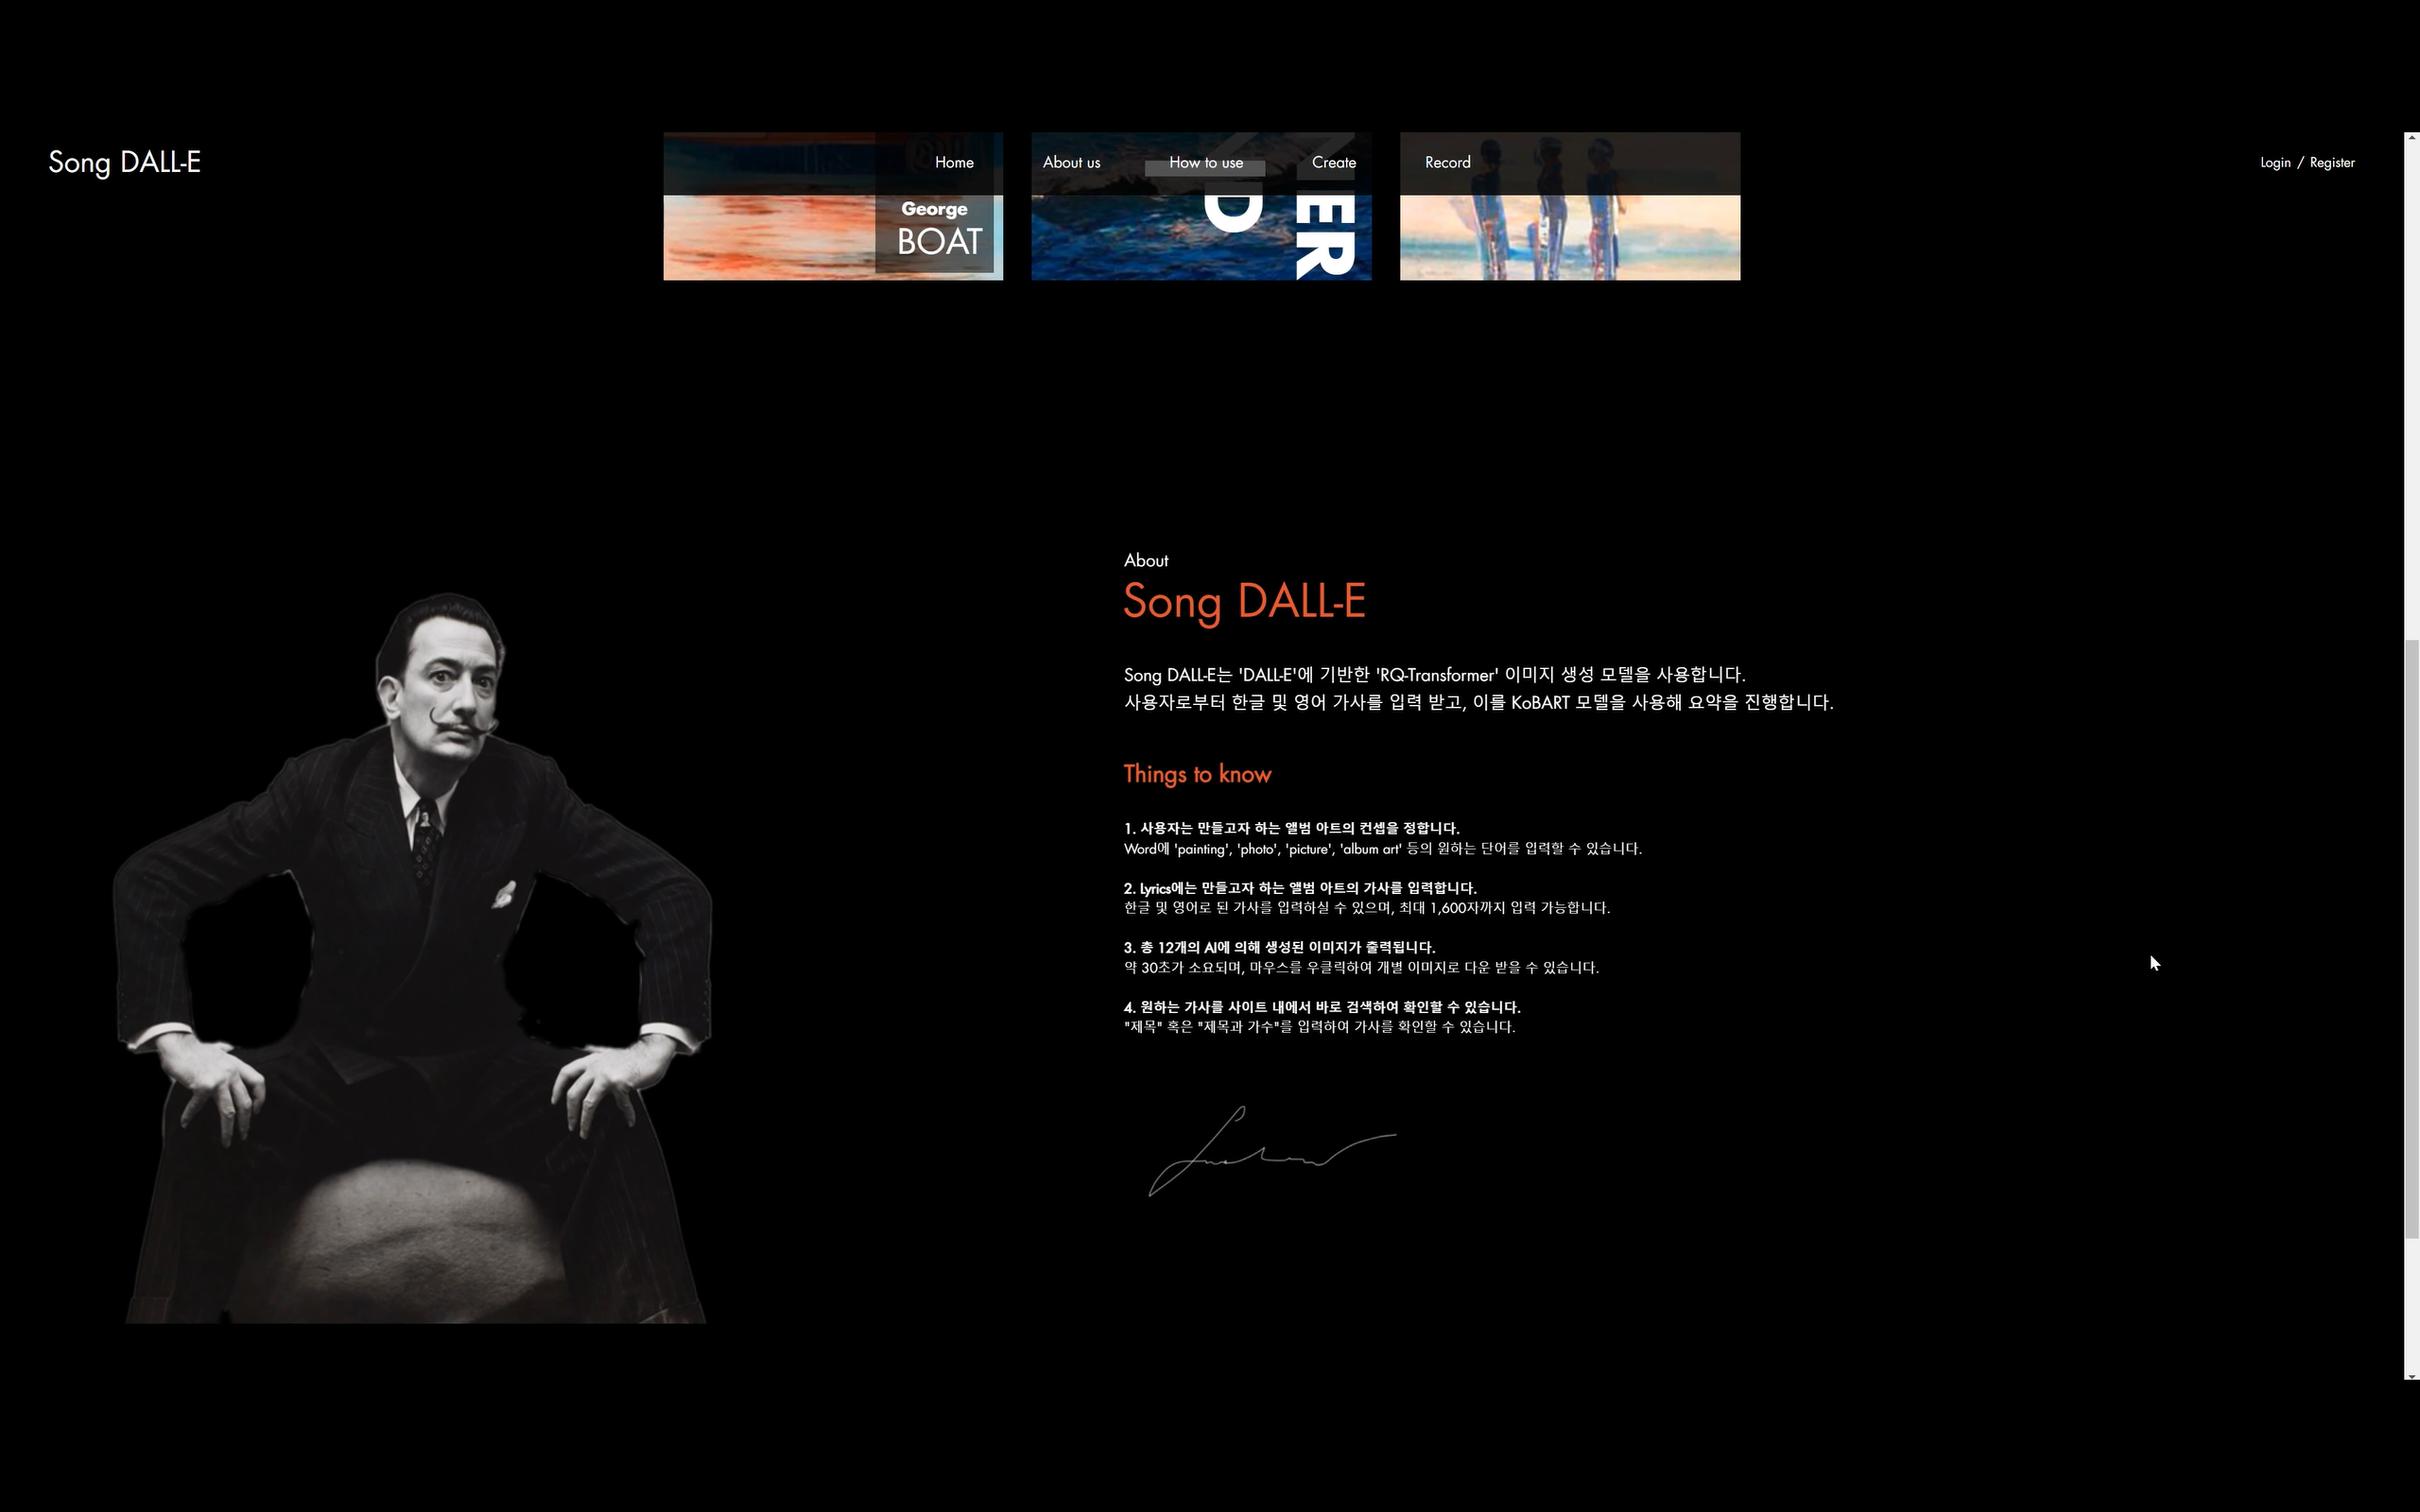 Song DALL-E
Home
About us
How to use
Create
Record
Login / Register
George
BOAT
D
ER
About
Song DALL-E
Song DALL-E는 'DALL-E'에 기반한 'RQ-Transformer' 이미지 생성 모델을 사용합니다.
사용자로부터 한글 및 영어 가사를 입력 받고, 이를 KoBART 모델을 사용해 요약을 진행합니다.
Things to know
1. 사용자는 만들고자 하는 앨범 아트의 컨셉을 정합니다.
Word에 'painting', 'photo', 'picture', 'album art' 등의 원하는 단어를 입력할 수 있습니다.
2. Lyrics에는 만들고자 하는 앨범 아트의 가사를 입력합니다.
한글 및 영어로 된 가사를 입력하실 수 있으며, 최대 1,600자까지 입력 가능합니다.
3. 총 12개의 AI에 의해 생성된 이미지가 출력됩니다.
약 30초가 소요되며, 마우스를 우클릭하여 개별 이미지로 다운 받을 수 있습니다.
4. 원하는 가사를 사이트 내에서 바로 검색하여 확인할 수 있습니다.
"제목" 혹은 "제목과 가수"를 입력하여 가사를 확인할 수 있습니다.